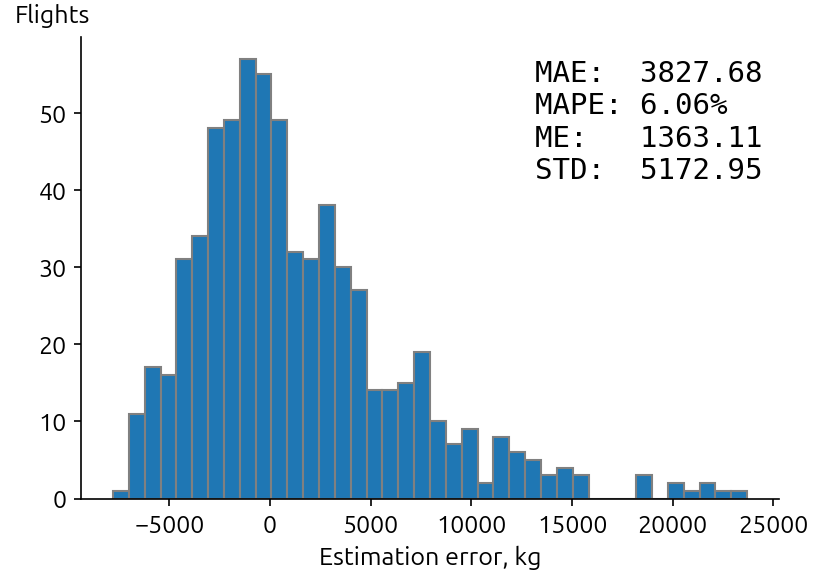 Flights
MAE:  3827.68
MAPE: 6.06%
ME:   1363.11
STD:  5172.95
50
40
30
20
10
0
−5000 0 5000 10000 15000 20000 25000
Estimation error, kg